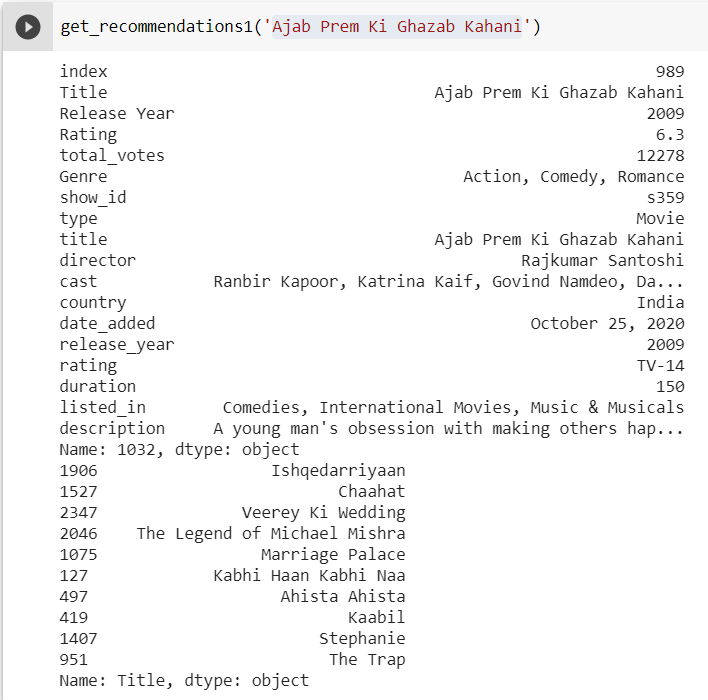 get_recommendations1('Ajab Prem Ki Ghazab Kahani')
index 989
Title Ajab Prem Ki Ghazab Kahani
Release Year 2009
Rating 6.3
total_votes 12278
Genre Action, Comedy, Romance
show_id s359
type Movie
title Ajab Prem Ki Ghazab Kahani
director Rajkumar Santoshi
cast Ranbir Kapoor, Katrina Kaif, Govind Namdeo, Da...
country India
date_added October 25, 2020
release_year 2009
rating TV-14
duration 150
listed_in Comedies, International Movies, Music & Musicals
description A young man's obsession with making others hap...
Name: 1032, dtype: object
1906 Ishqedarriyaan
1527 Chaahat
2347 Veerey Ki Wedding
2046 The Legend of Michael Mishra
1075 Marriage Palace
127 Kabhi Haan Kabhi Naa
497 Ahista Ahista
419 Kaabil
1407 Stephanie
951 The Trap
Name: Title, dtype: object